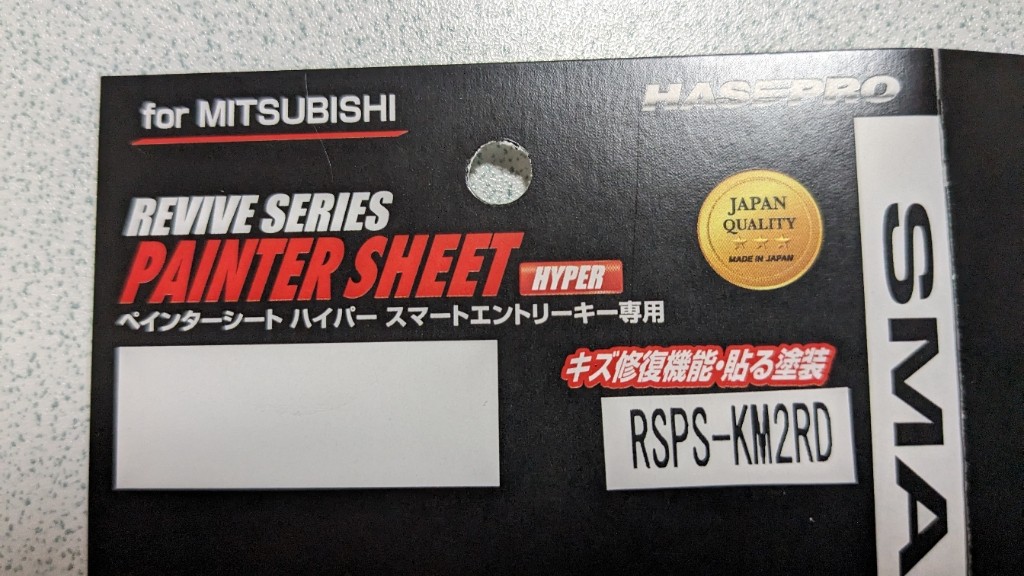 for MITSUBISHI
HASEPRO
REVIVE SERIES
PAINTER SHEET HYPER
ペインターシート ハイパー スマートエントリーキー専用
JAPAN
QUALITY
MADE IN JAPAN
キズ修復機能・貼る塗装
RSPS-KM2RD
SMA